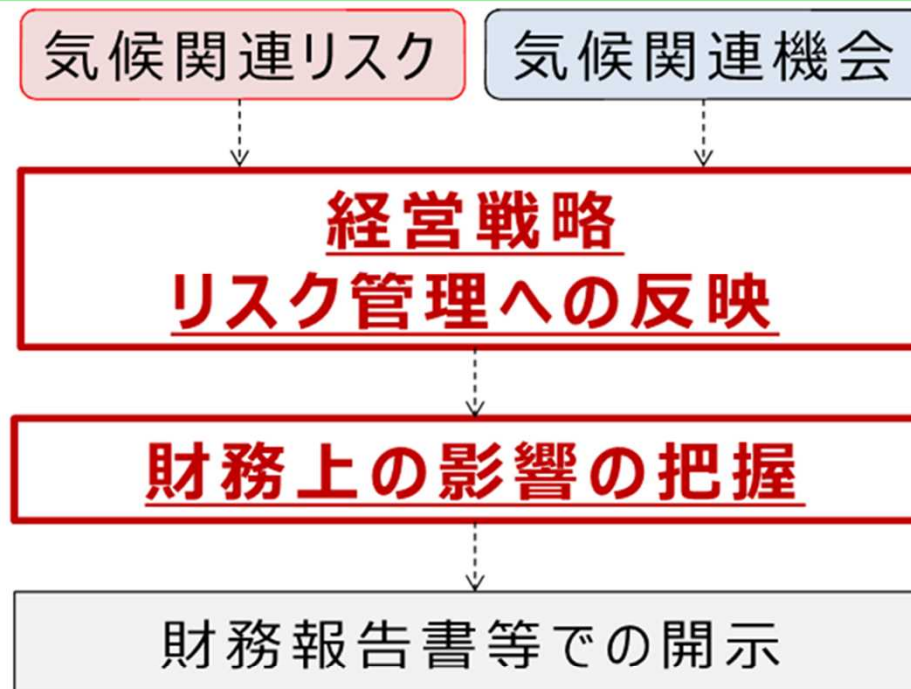 気候関連リスク
気候関連機会
経営戦略
リスク管理への反映
財務上の影響の把握
財務報告書等での開示